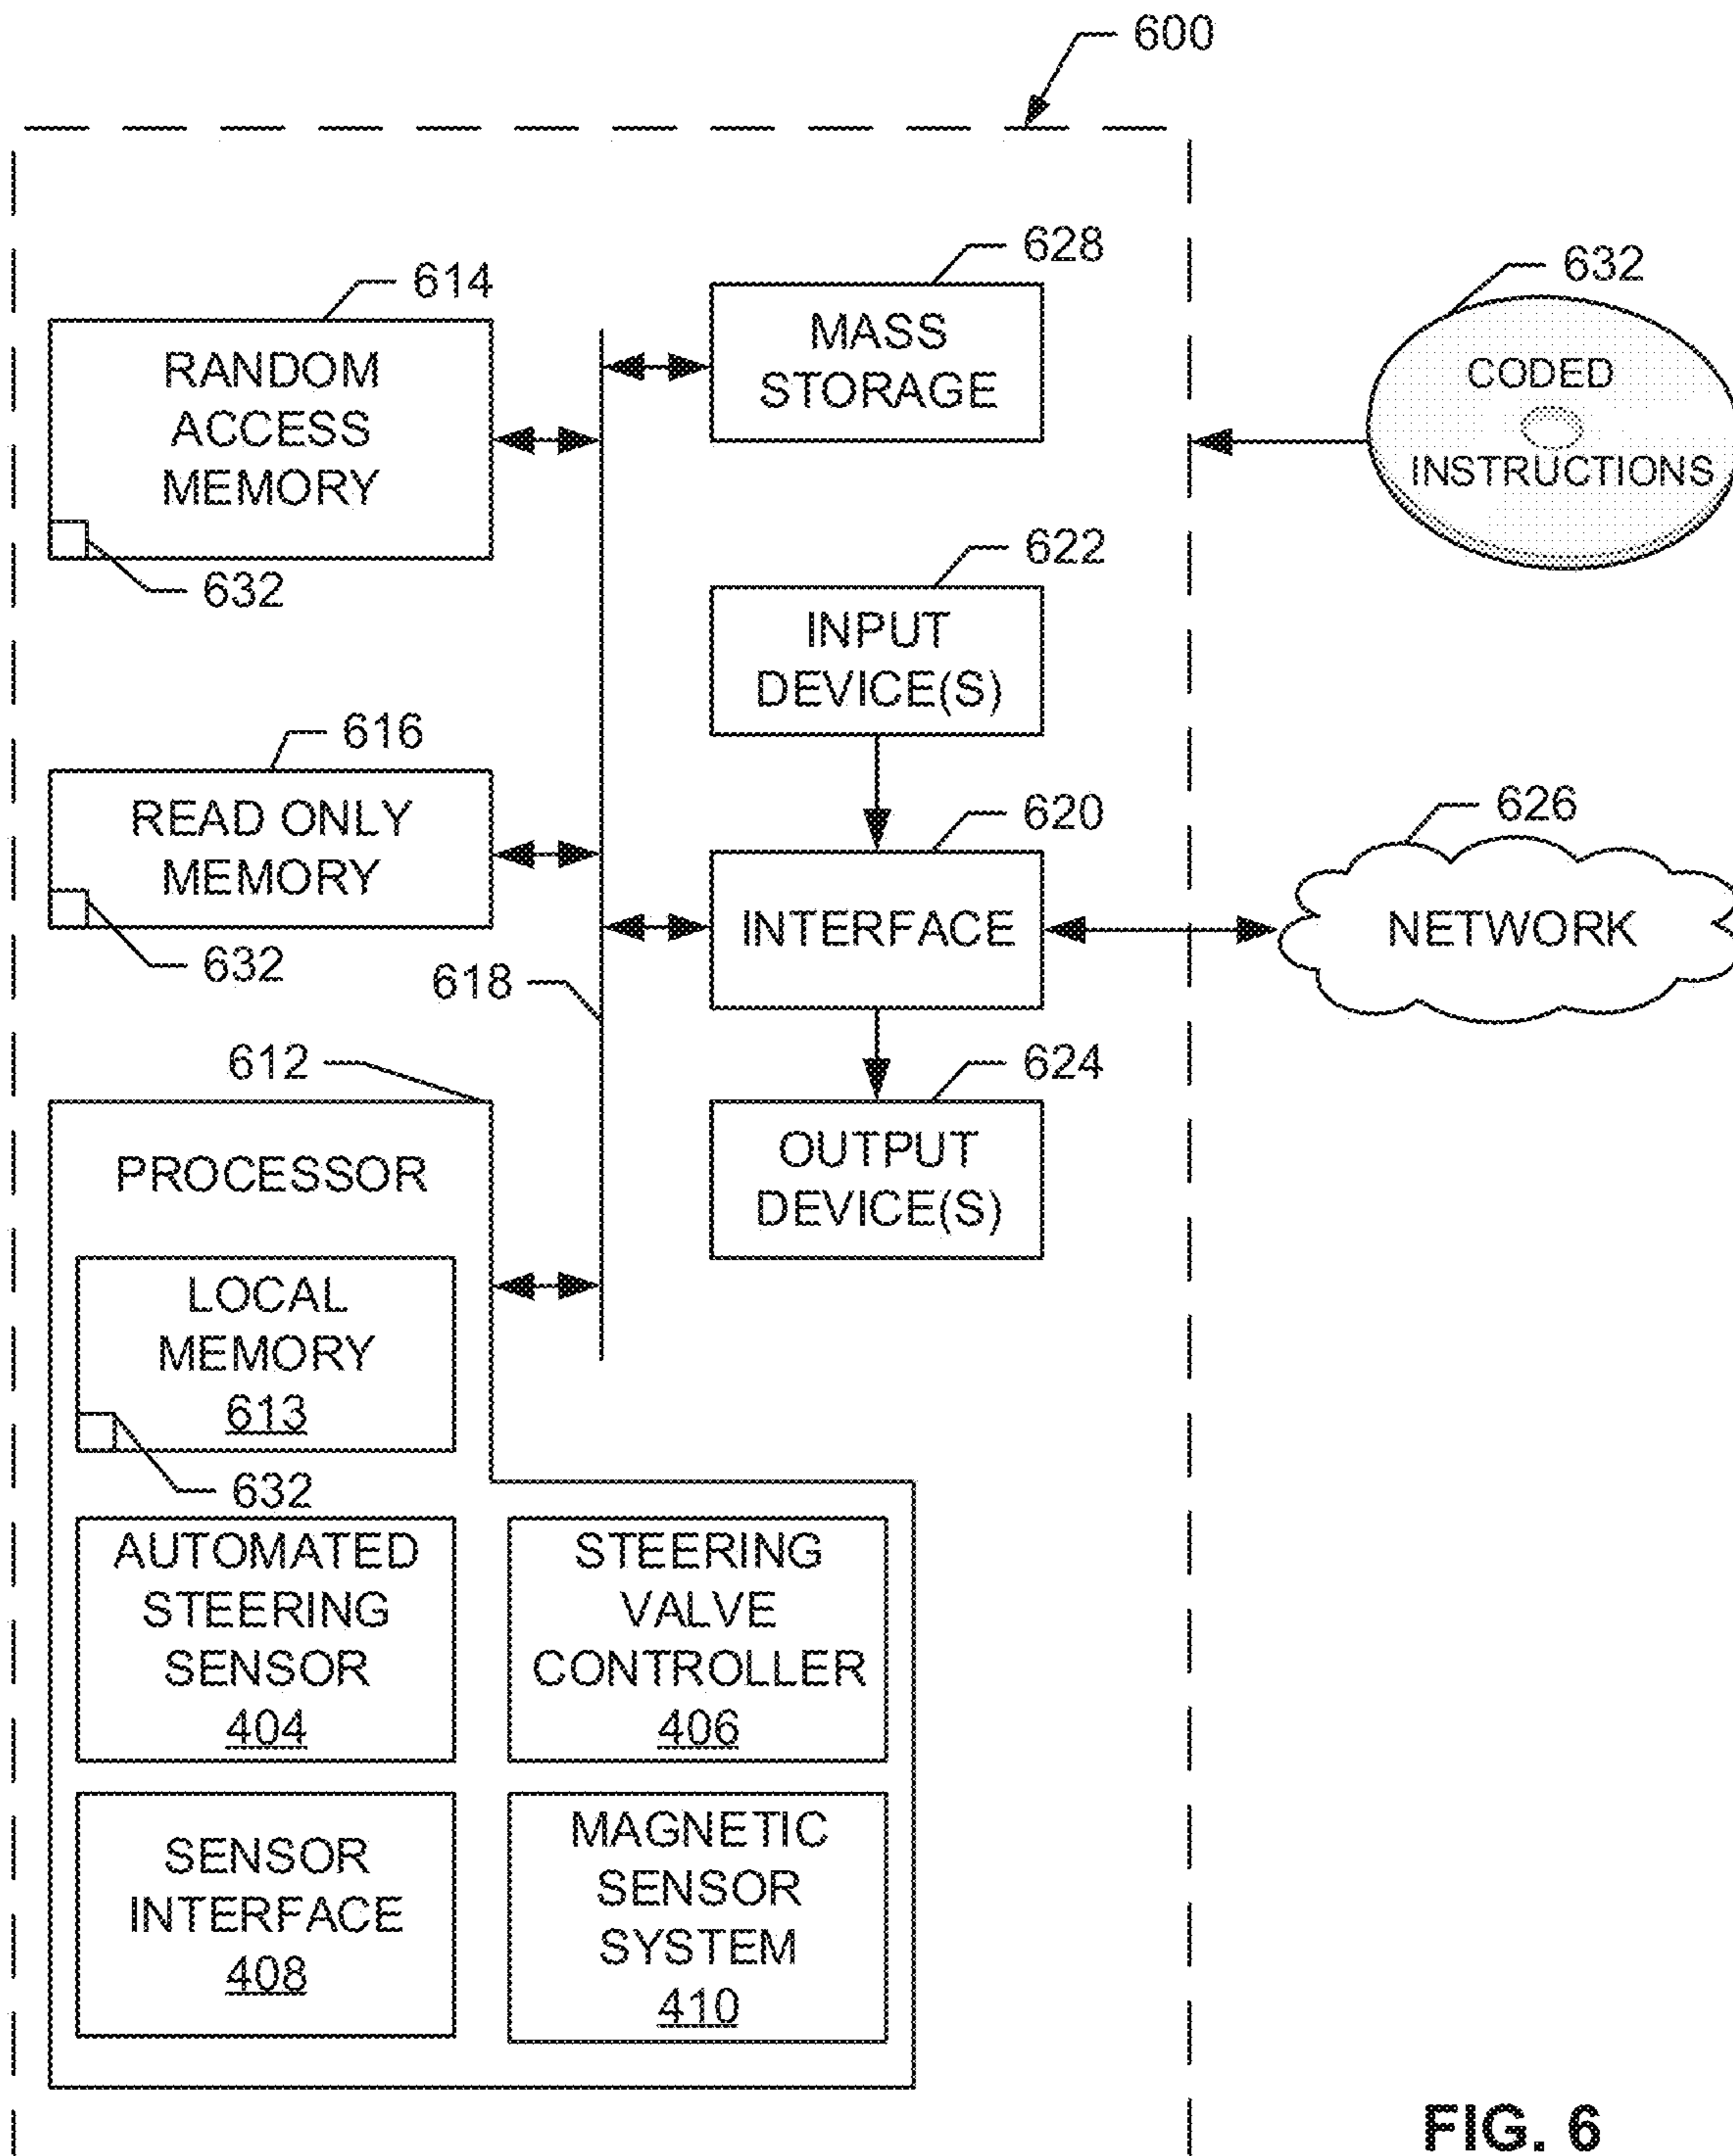 600
614
RANDOM
ACCESS
MEMORY
632
628
MASS
STORAGE
632
CODED
INSTRUCTIONS
622
INPUT
DEVICE(S)
616
READ ONLY
MEMORY
632
620
INTERFACE
626
NETWORK
618
624
OUTPUT
DEVICE(S)
612
PROCESSOR
LOCAL
MEMORY
613
632
AUTOMATED
STEERING
SENSOR
404
STEERING
VALVE
CONTROLLER
406
SENSOR
INTERFACE
408
MAGNETIC
SENSOR
SYSTEM
410
FIG. 6